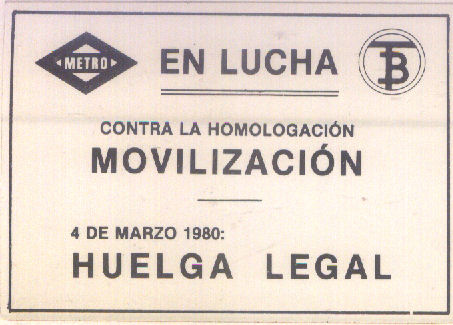 METRO EN LUCHA TB
CONTRA LA HOMOLOGACIÓN
MOVILIZACIÓN
4 DE MARZO 1980:
HUELGA LEGAL